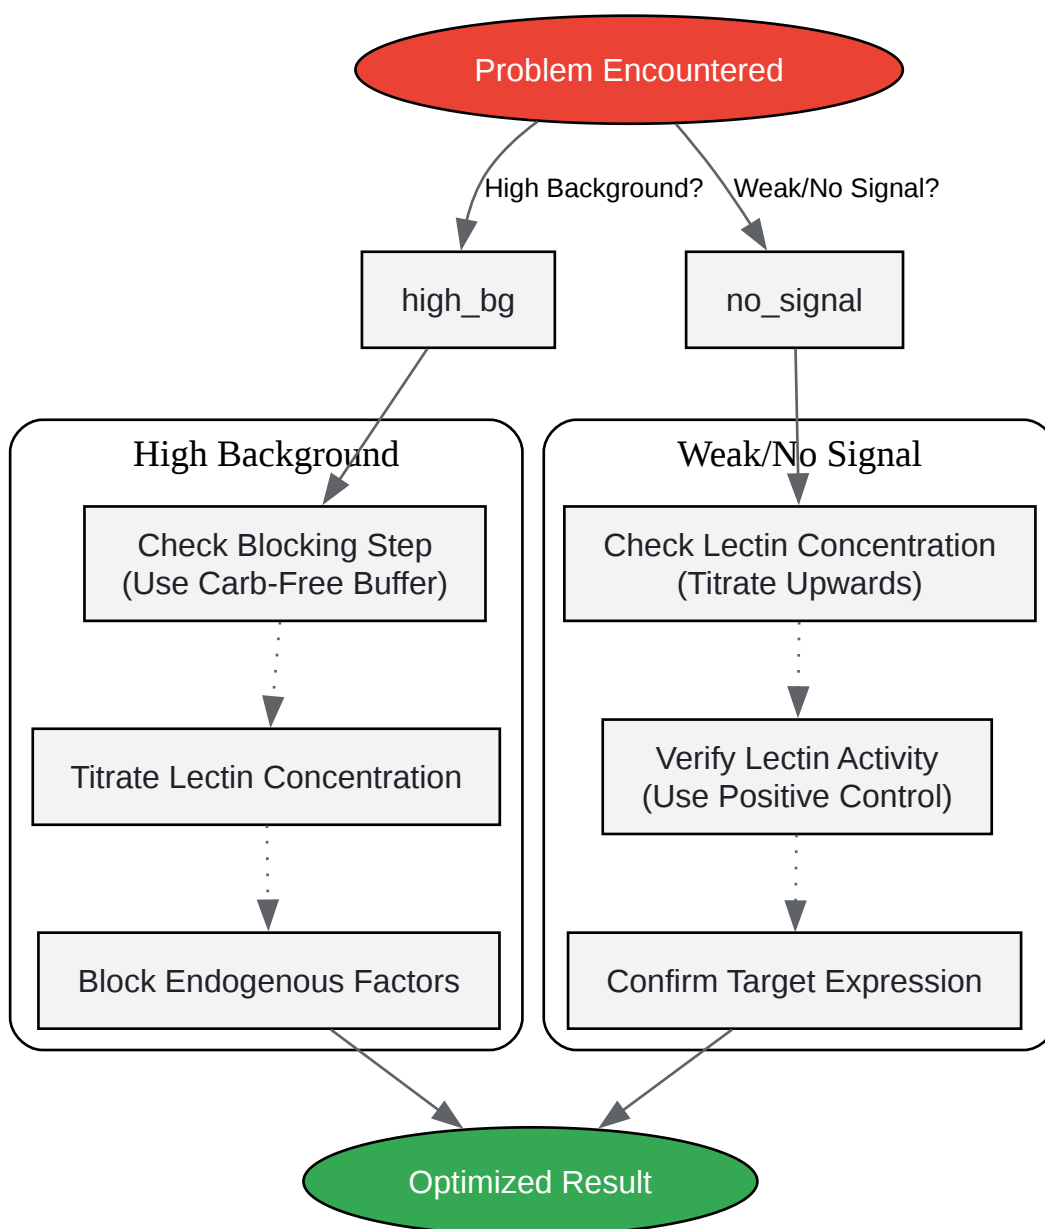 Problem Encountered
High Background?
Weak/No Signal?
high_bg
no_signal
High Background
Weak/No Signal
Check Blocking Step
(Use Carb-Free Buffer)
Check Lectin Concentration
(Titrate Upwards)
Titrate Lectin Concentration
Verify Lectin Activity
(Use Positive Control)
Block Endogenous Factors
Confirm Target Expression
Optimized Result